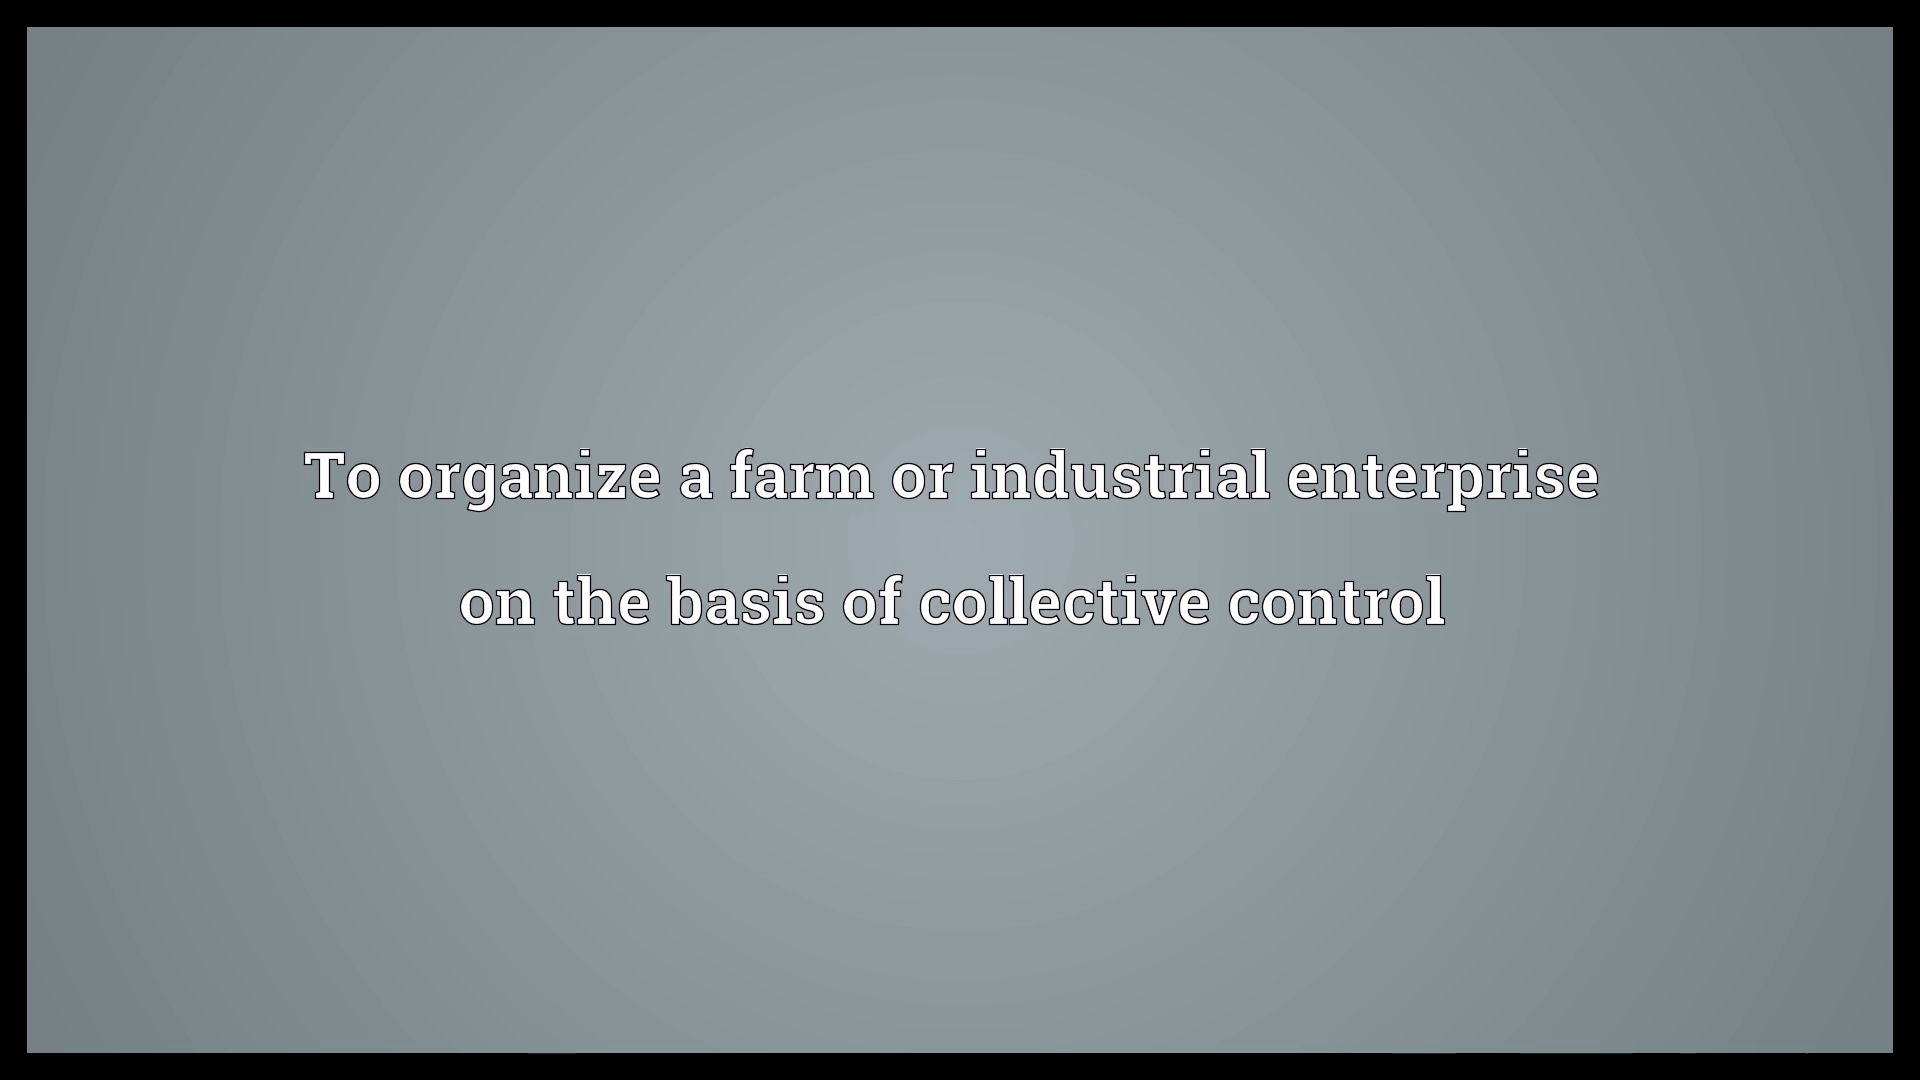 To organize a farm or industrial enterprise
on the basis of collective control